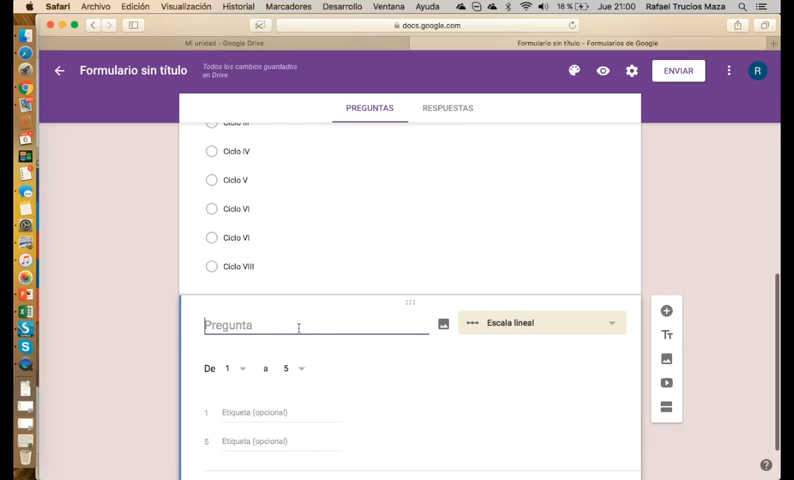 Safari Archivo Edición Visualización Historial Marcadores Desarrollo Ventana Ayuda 18 % Jue 21:00 Rafael Trucios Maza
docs.google.com
Mi unidad - Google Drive Formulario sin título - Formularios de Google
Formulario sin título
Todos los cambios guardados
en Drive
ENVIAR
R
PREGUNTAS RESPUESTAS
Ciclo III
Ciclo IV
Ciclo V
Ciclo VI
Ciclo VI
Ciclo VIII
Pregunta
Escala lineal
De 1 a 5
1 Etiqueta (opcional)
5 Etiqueta (opcional)